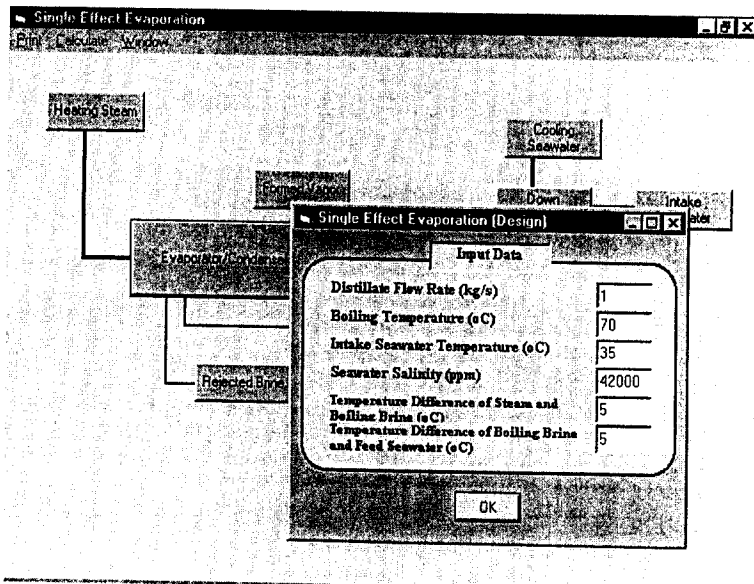 Single Effect Evaporation
Print Calculate Window
Heating Steam
Cooling
Seawater
Formed Vapor
Down
Intake
Evaporator/Condenser
Rejected Brine
Single Effect Evaporation (Design)
Input Data
Distillate Flow Rate (kg/s)
1
Boiling Temperature (oC)
70
Intake Seawater Temperature (oC)
35
Seawater Salinity (ppm)
42000
Temperature Difference of Steam and
Boiling Brine (oC)
5
Temperature Difference of Boiling Brine
and Feed Seawater (oC)
5
OK